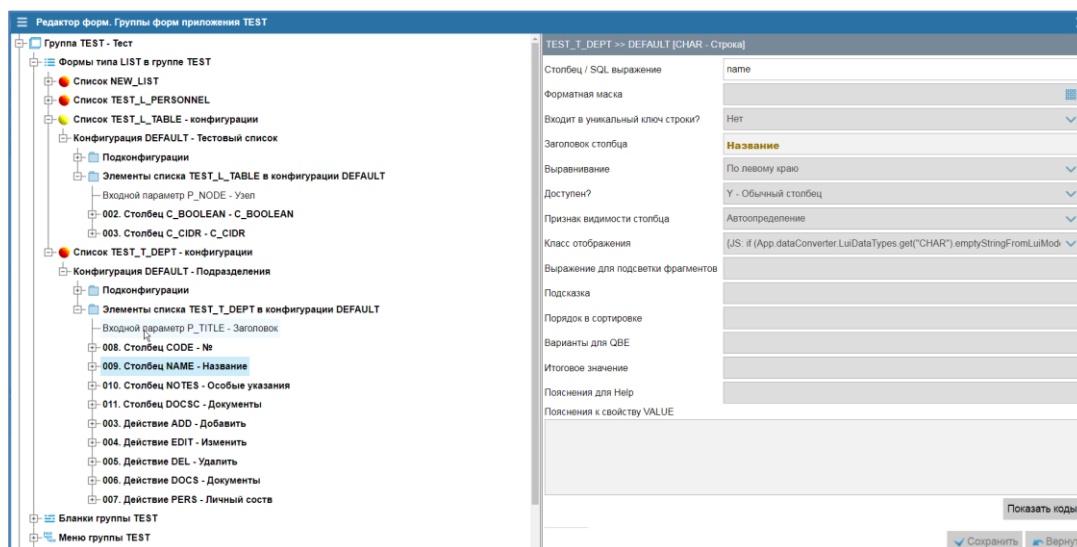 Редактор форм. Группы форм приложения TEST
Группа TEST - Тест
Формы типа LIST в группе TEST
Список NEW_LIST
Список TEST_L_PERSONNEL
Список TEST_L_TABLE - конфигурации
Конфигурация DEFAULT - Тестовый список
Подконфигурации
Элементы списка TEST_L_TABLE в конфигурации DEFAULT
Входной параметр P_NODE - Узел
002. Столбец C_BOOLEAN - C_BOOLEAN
003. Столбец C_CIDR - C_CIDR
Список TEST_T_DEPT - конфигурации
Конфигурация DEFAULT - Подразделения
Подконфигурации
Элементы списка TEST_T_DEPT в конфигурации DEFAULT
Входной параметр P_TITLE - Заголовок
008. Столбец CODE - №
009. Столбец NAME - Название
010. Столбец NOTES - Особые указания
011. Столбец DOCSC - Документы
003. Действие ADD - Добавить
004. Действие EDIT - Изменить
005. Действие DEL - Удалить
006. Действие DOCS - Документы
007. Действие PERS - Личный соств
Бланки группы TEST
Меню группы TEST
TEST_T_DEPT >> DEFAULT [CHAR - Строка]
Столбец / SQL выражение name
Форматная маска
Входит в уникальный ключ строки? Нет
Заголовок столбца Название
Выравнивание По левому краю
Доступен? Y - Обычный столбец
Признак видимости столбца Автоопределение
Класс отображения {JS: if (App.dataConverter.LuiDataTypes.get("CHAR").emptyStringFromLuiMod
Выражение для подсветки фрагментов
Подсказка
Порядок в сортировке
Варианты для QBE
Итоговое значение
Пояснения для Help
Пояснения к свойству VALUE
Показать коды
Сохранить Вернут